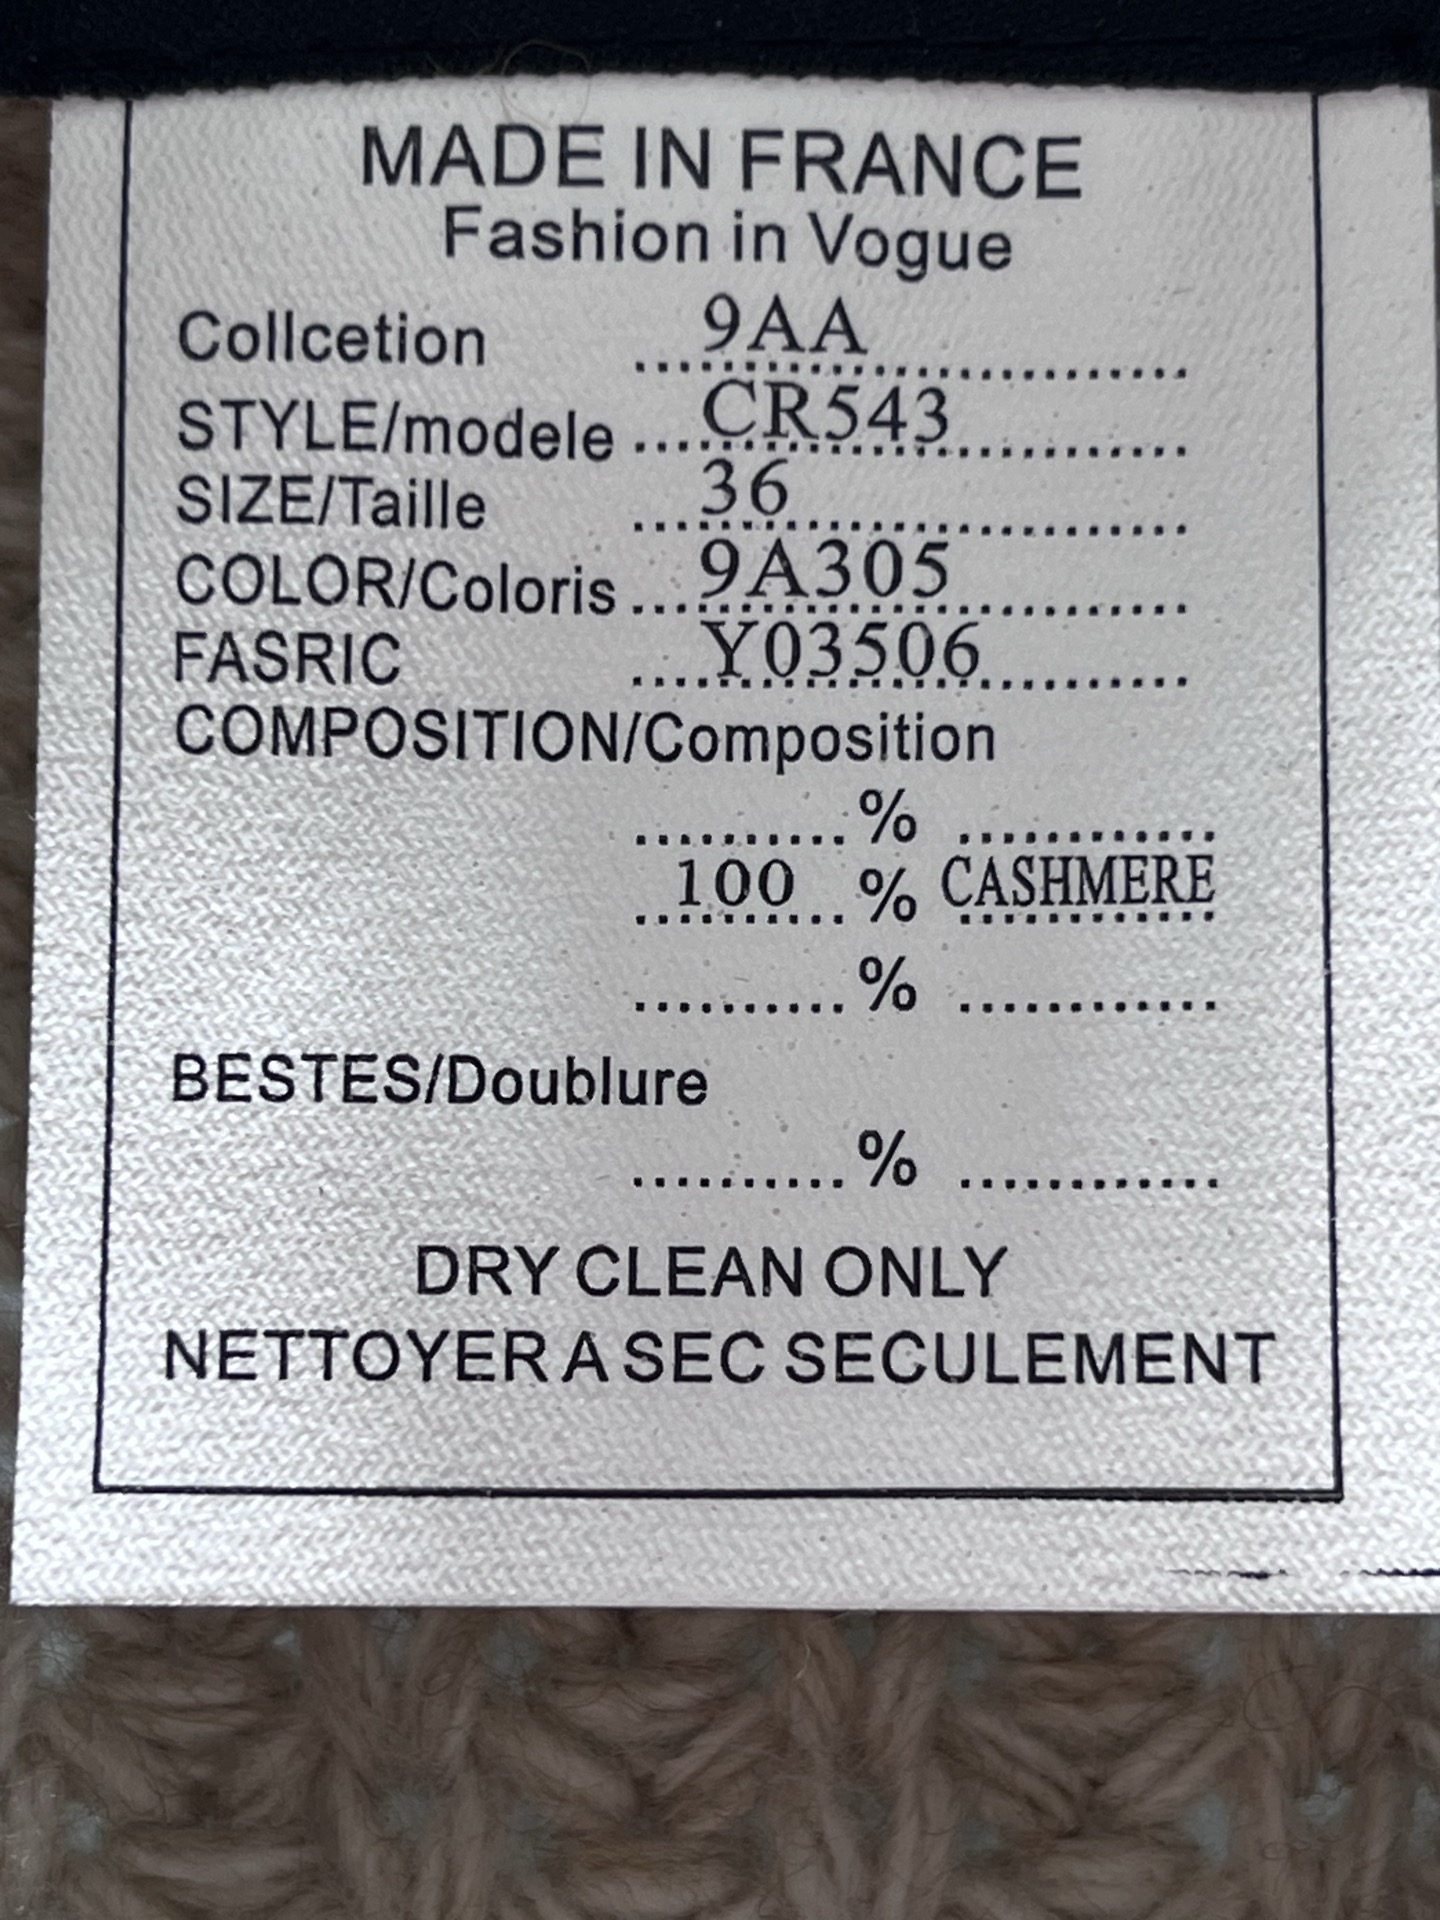 MADE IN FRANCE
Fashion in Vogue
Collcetion ........9AA........
STYLE/modele ....CR543........
SIZE/Taille ....36........
COLOR/Coloris ....9A305........
FASRIC ....Y03506........
COMPOSITION/Composition
..........% ............
100 % CASHMERE
..........% ............
BESTES/Doublure
..........% ............
DRY CLEAN ONLY
NETTOYER A SEC SECULEMENT